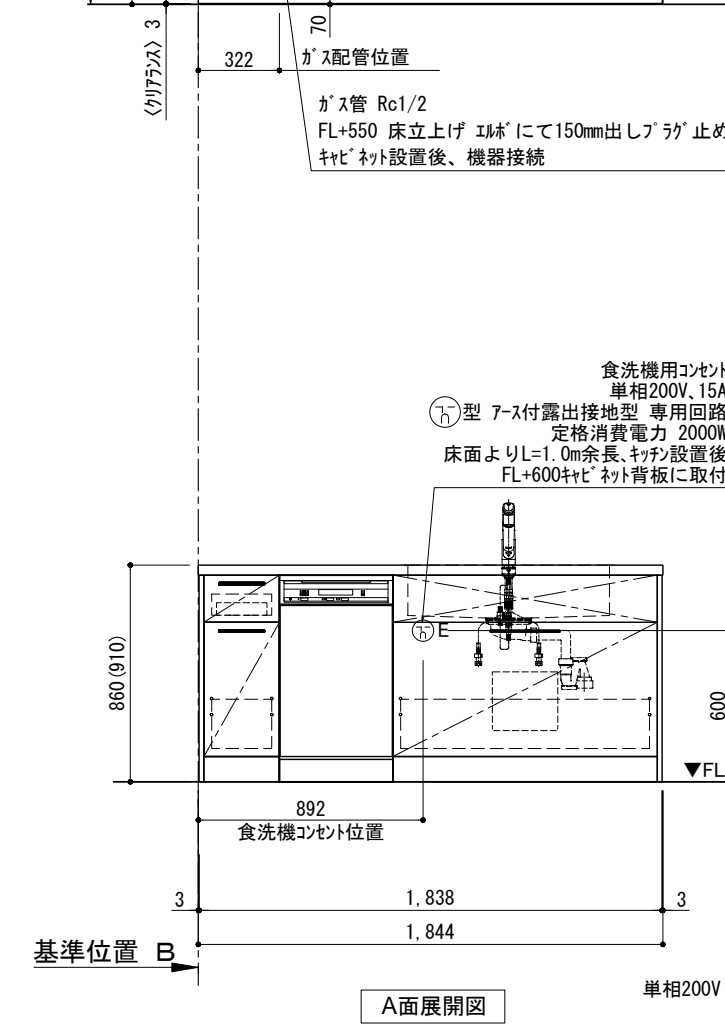 〈クリアランス〉 3
70
322
ガス配管位置
ガス管 Rc1/2
FL+550 床立上げ エルボにて150mm出しプラグ止め
キャビネット設置後、機器接続
食洗機用コンセント
単相200V、15A
型 アース付露出接地型 専用回路
定格消費電力 2000W
床面よりL=1.0m余長、キッチン設置後
FL+600キャビネット背板に取付
E
860(910)
600
▼FL
892
食洗機コンセント位置
3
1,838
3
1,844
基準位置 B
単相200V
A面展開図